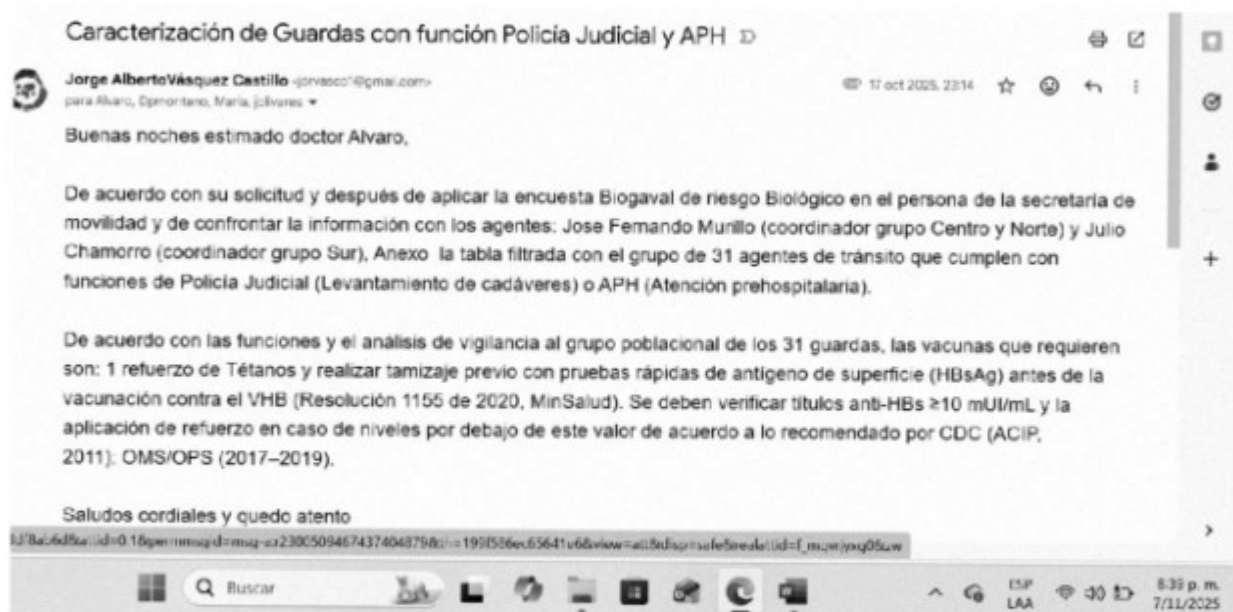 Caracterización de Guardas con función Policía Judicial y APH
Jorge AlbertoVásquez Castillo
17 oct 2025, 23:14
para Alvaro, Dpmontano, Maria, jolivares
Buenas noches estimado doctor Alvaro,
De acuerdo con su solicitud y después de aplicar la encuesta Biogaval de riesgo Biológico en el persona de la secretaría de
movilidad y de confrontar la información con los agentes: Jose Fernando Murillo (coordinador grupo Centro y Norte) y Julio
Chamorro (coordinador grupo Sur), Anexo la tabla filtrada con el grupo de 31 agentes de tránsito que cumplen con
funciones de Policía Judicial (Levantamiento de cadáveres) o APH (Atención prehospitalaria).
De acuerdo con las funciones y el análisis de vigilancia al grupo poblacional de los 31 guardas, las vacunas que requieren
son: 1 refuerzo de Tétanos y realizar tamizaje previo con pruebas rápidas de antígeno de superficie (HBsAg) antes de la
vacunación contra el VHB (Resolución 1155 de 2020, MinSalud). Se deben verificar títulos anti-HBs ≥10 mUI/mL y la
aplicación de refuerzo en caso de niveles por debajo de este valor de acuerdo a lo recomendado por CDC (ACIP,
2011); OMS/OPS (2017–2019).
Saludos cordiales y quedo atento
Buscar
ESP
LAA
8:39 p. m.
7/11/2025